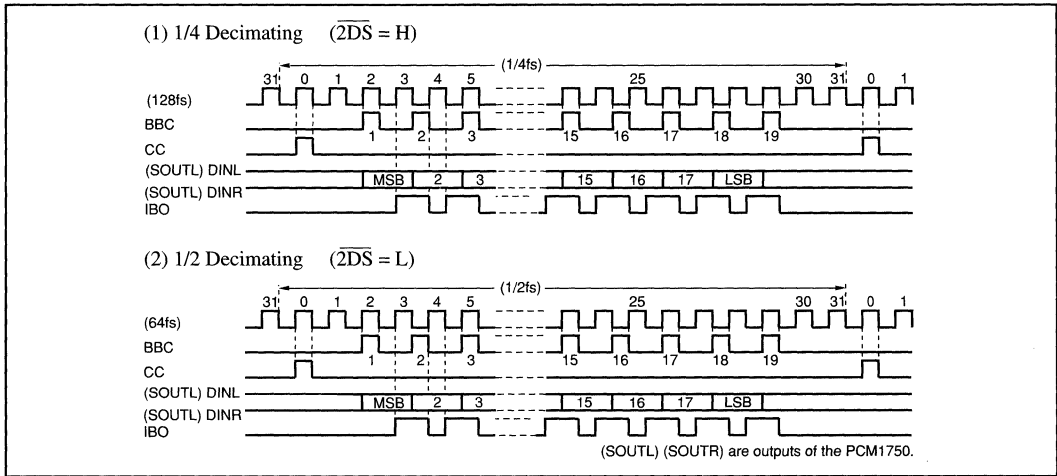 (1) 1/4 Decimating (2DS = H)
(1/4fs)
31 0 1 2 3 4 5 25 30 31 0 1
(128fs)
BBC
1 2 3 15 16 17 18 19
CC
(SOUTL) DINL
MSB 2 3 15 16 17 LSB
(SOUTL) DINR
IBO
(2) 1/2 Decimating (2DS = L)
(1/2fs)
31 0 1 2 3 4 5 25 30 31 0 1
(64fs)
BBC
1 2 3 15 16 17 18 19
CC
(SOUTL) DINL
MSB 2 3 15 16 17 LSB
(SOUTL) DINR
IBO
(SOUTL) (SOUTR) are outputs of the PCM1750.